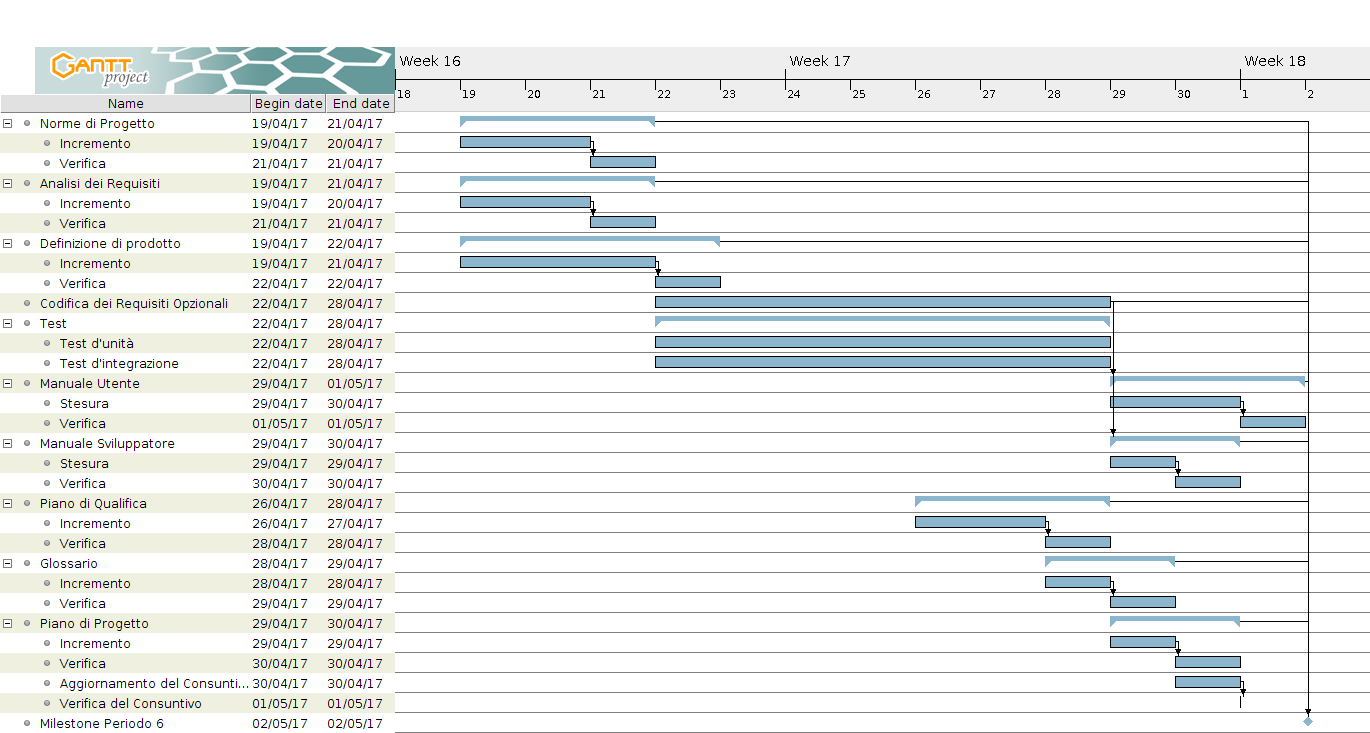 GANTT
project
Week 16 Week 17 Week 18
18 19 20 21 22 23 24 25 26 27 28 29 30 1 2
Name Begin date End date
Norme di Progetto 19/04/17 21/04/17
Incremento 19/04/17 20/04/17
Verifica 21/04/17 21/04/17
Analisi dei Requisiti 19/04/17 21/04/17
Incremento 19/04/17 20/04/17
Verifica 21/04/17 21/04/17
Definizione di prodotto 19/04/17 22/04/17
Incremento 19/04/17 21/04/17
Verifica 22/04/17 22/04/17
Codifica dei Requisiti Opzionali 22/04/17 28/04/17
Test 22/04/17 28/04/17
Test d'unità 22/04/17 28/04/17
Test d'integrazione 22/04/17 28/04/17
Manuale Utente 29/04/17 01/05/17
Stesura 29/04/17 30/04/17
Verifica 01/05/17 01/05/17
Manuale Sviluppatore 29/04/17 30/04/17
Stesura 29/04/17 29/04/17
Verifica 30/04/17 30/04/17
Piano di Qualifica 26/04/17 28/04/17
Incremento 26/04/17 27/04/17
Verifica 28/04/17 28/04/17
Glossario 28/04/17 29/04/17
Incremento 28/04/17 28/04/17
Verifica 29/04/17 29/04/17
Piano di Progetto 29/04/17 30/04/17
Incremento 29/04/17 29/04/17
Verifica 30/04/17 30/04/17
Aggiornamento del Consunti... 30/04/17 30/04/17
Verifica del Consuntivo 01/05/17 01/05/17
Milestone Periodo 6 02/05/17 02/05/17